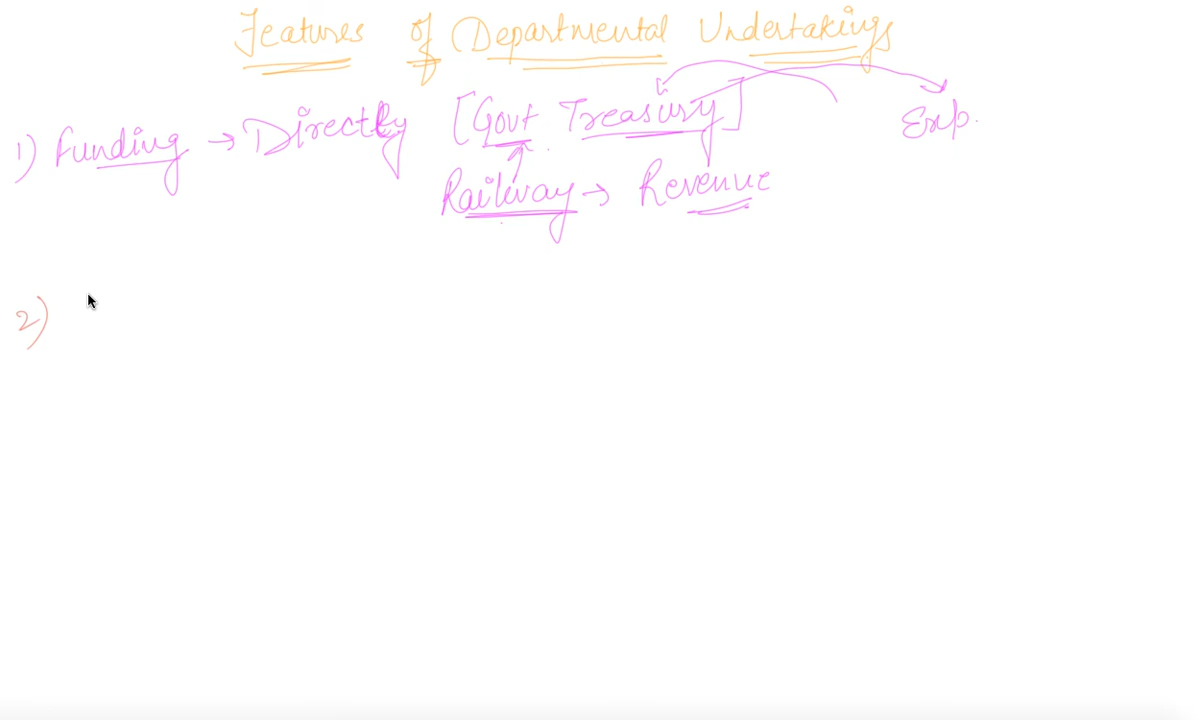 Features of Departmental Undertakings
1) Funding → Directly [Govt Treasury] Exp.
Railway → Revenue
2)